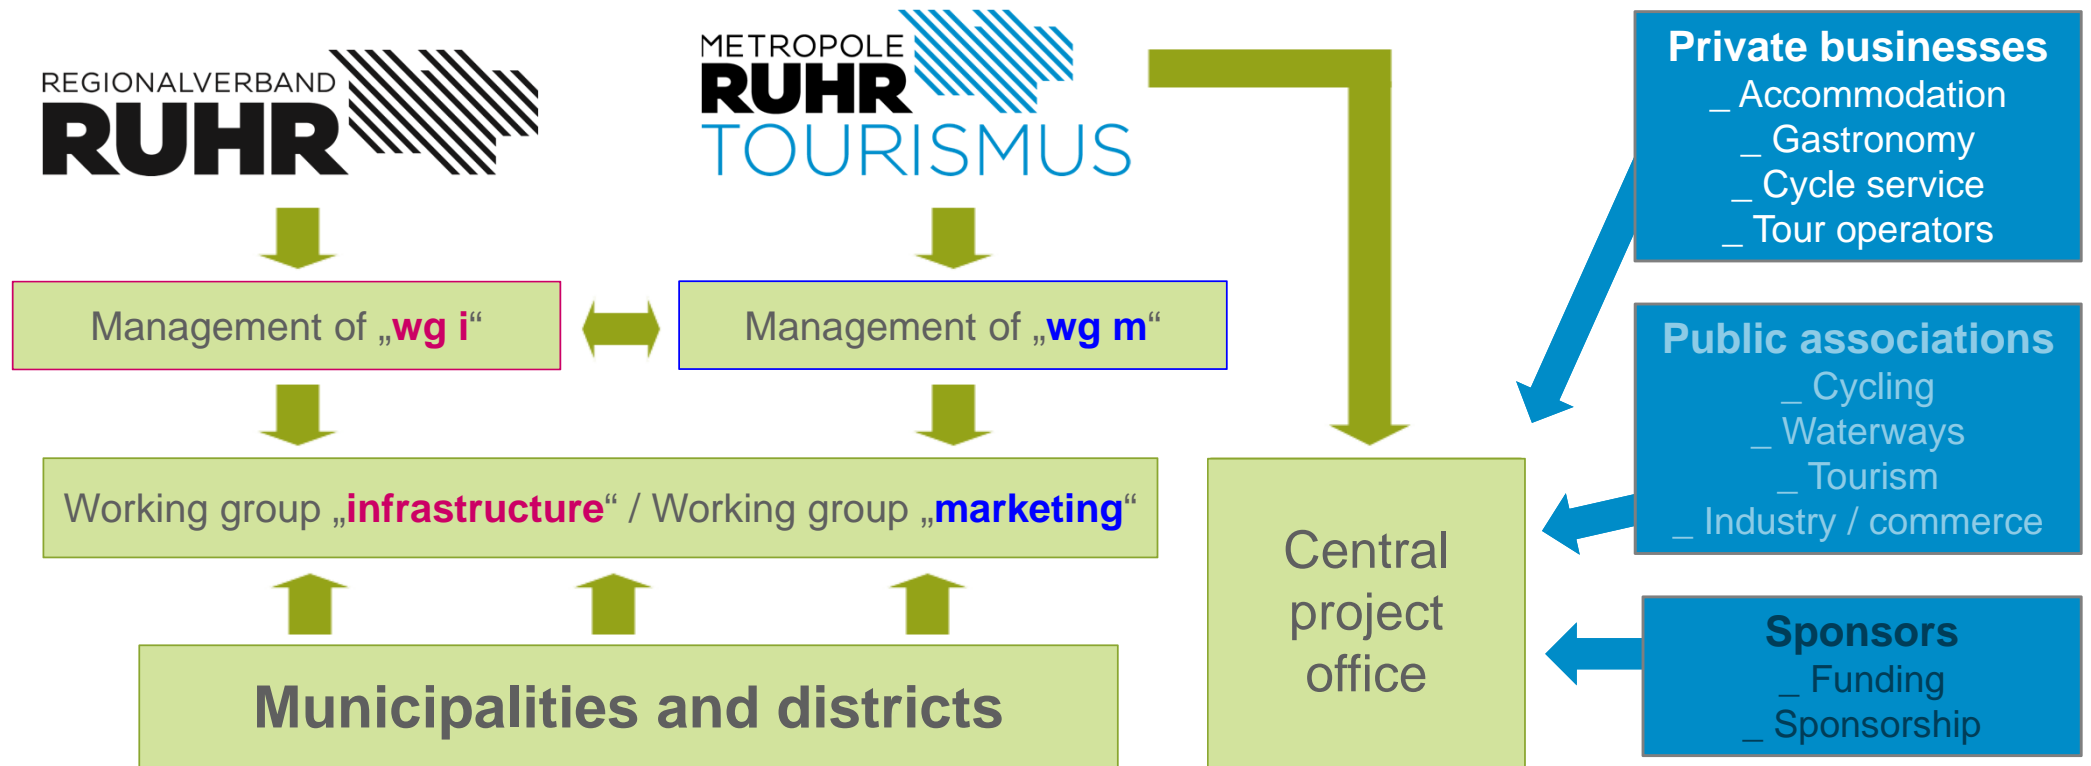 REGIONALVERBAND
RUHR
METROPOLE
RUHR
TOURISMUS
Management of „wg i“
Management of „wg m“
Working group „infrastructure“ / Working group „marketing“
Municipalities and districts
Central
project
office
Private businesses
_ Accommodation
_ Gastronomy
_ Cycle service
_ Tour operators
Public associations
_ Cycling
_ Waterways
_ Tourism
_ Industry / commerce
Sponsors
_ Funding
_ Sponsorship